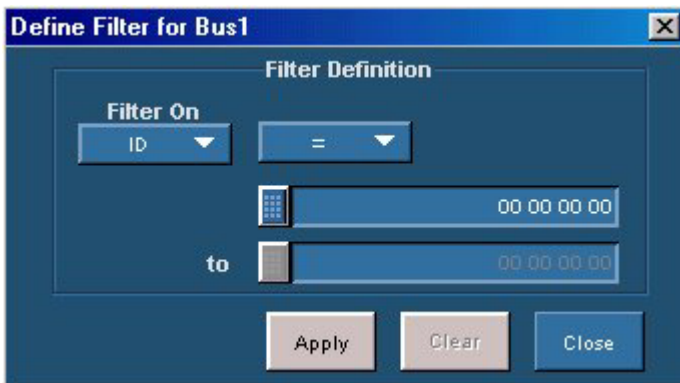 Define Filter for Bus1
Filter Definition
Filter On
ID
=
00 00 00 00
to
00 00 00 00
Apply
Clear
Close